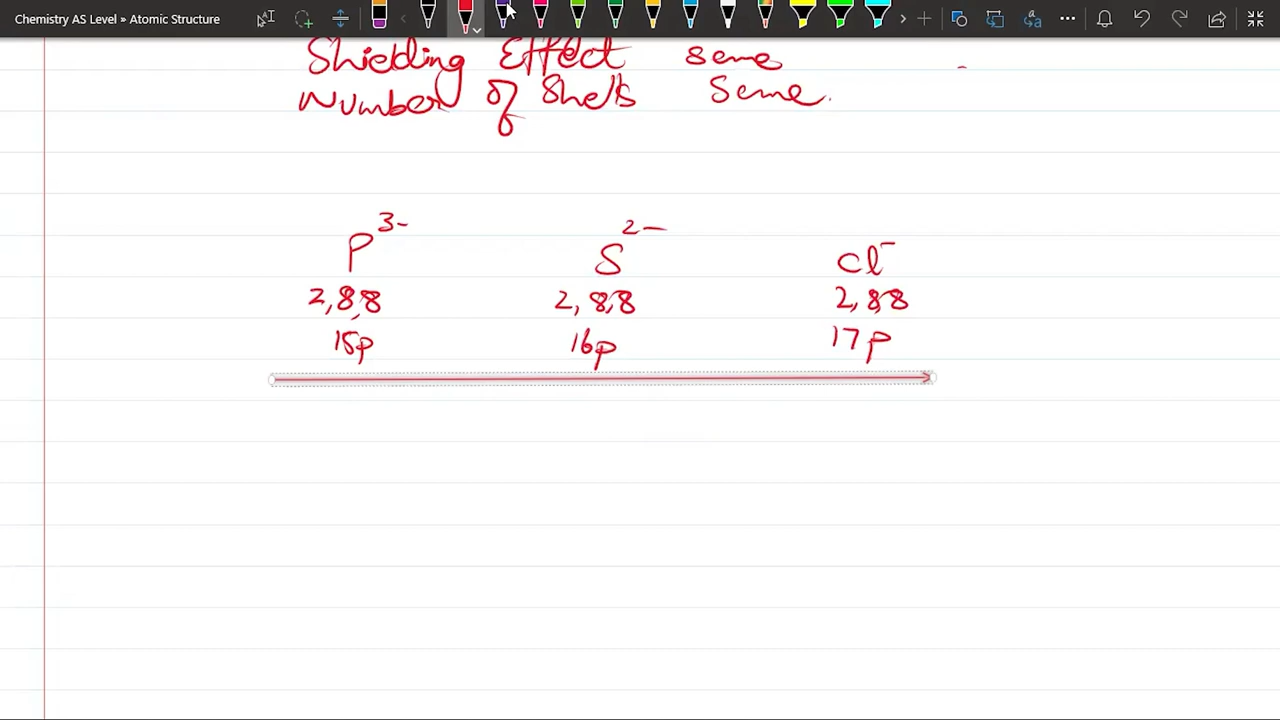 Chemistry AS Level » Atomic Structure
Shielding Effect same
Number of Shells Same.
P³⁻ S²⁻ Cl⁻
2,8,8 2,8,8 2,8,8
15p 16p 17p